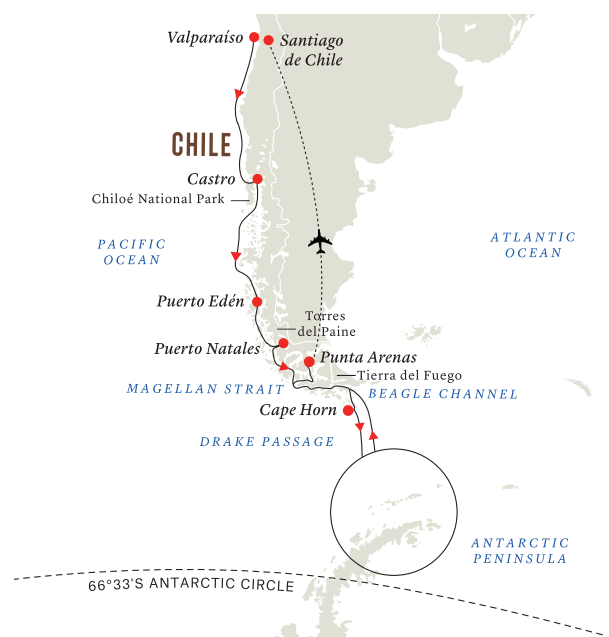 Valparaíso
Santiago
de Chile
CHILE
Castro
Chiloé National Park
PACIFIC
OCEAN
ATLANTIC
OCEAN
Puerto Edén
Torres
del Paine
Puerto Natales
Punta Arenas
Tierra del Fuego
MAGELLAN STRAIT
BEAGLE CHANNEL
Cape Horn
DRAKE PASSAGE
ANTARCTIC
PENINSULA
66°33'S ANTARCTIC CIRCLE